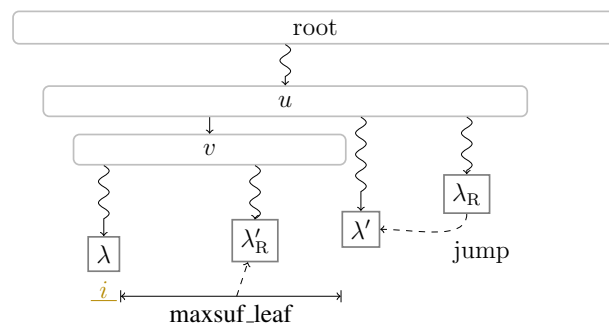 root
u
v
λ_R
λ'
λ'_R
λ
jump
i
maxsuf_leaf